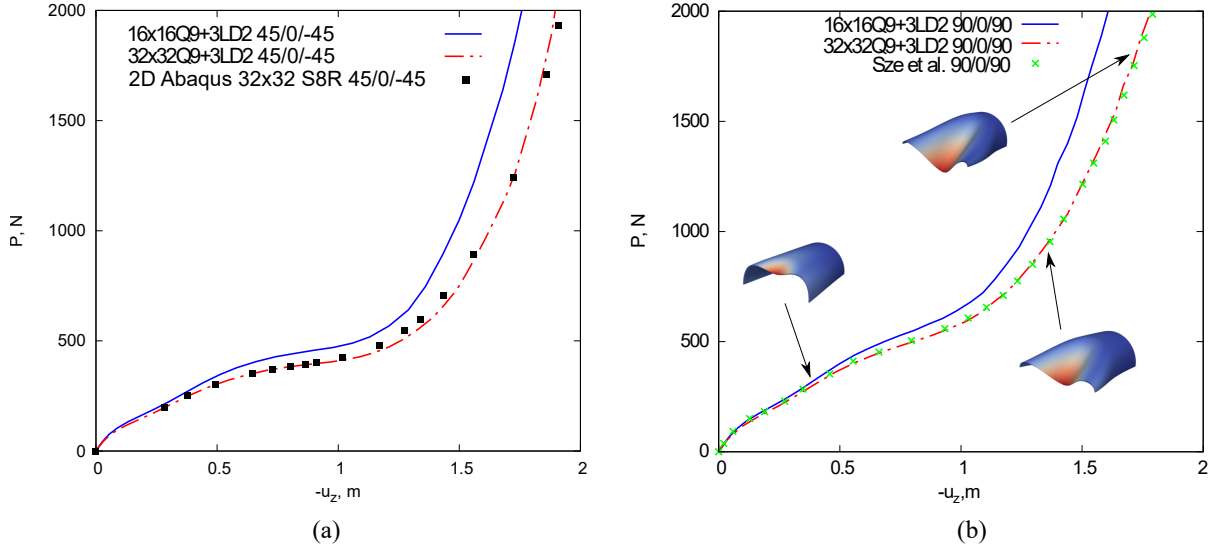 2000
1500
1000
500
0
P, N
16x16Q9+3LD2 45/0/-45
32x32Q9+3LD2 45/0/-45
2D Abaqus 32x32 S8R 45/0/-45
0 0.5 1 1.5 2
-uz, m
(a)
2000
1500
1000
500
0
P, N
16x16Q9+3LD2 90/0/90
32x32Q9+3LD2 90/0/90
Sze et al. 90/0/90
0 0.5 1 1.5 2
-uz,m
(b)